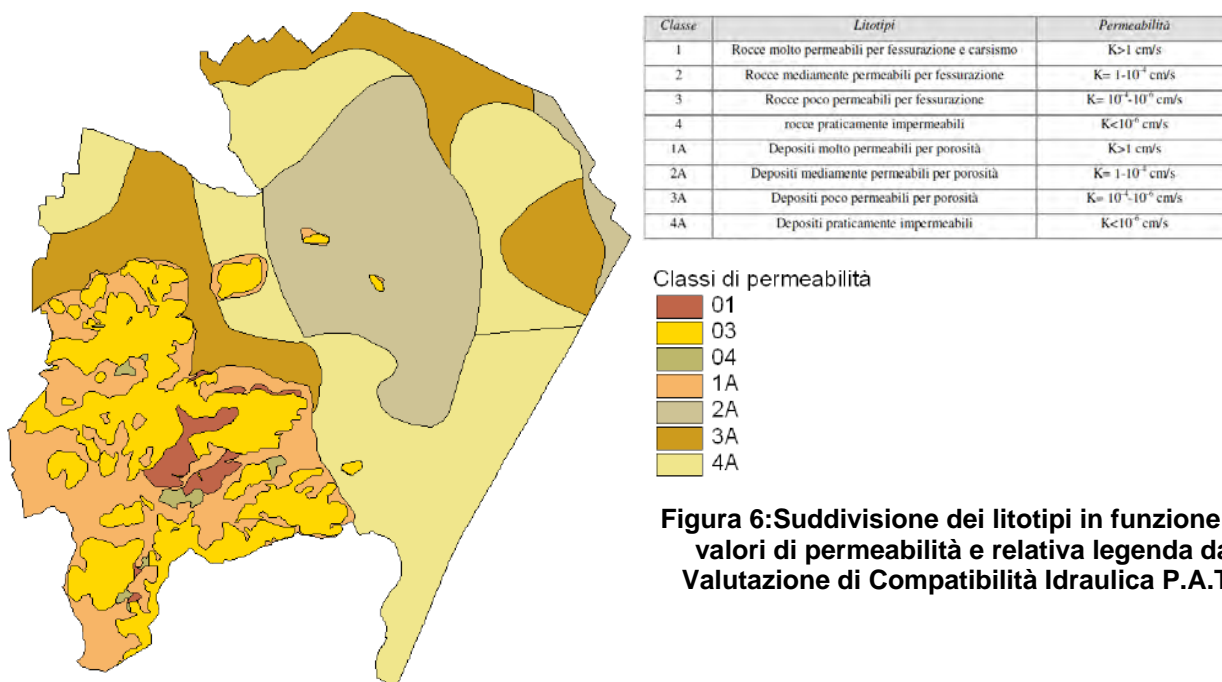 Classe Litotipi Permeabilità
1 Rocce molto permeabili per fessurazione e carsismo K>1 cm/s
2 Rocce mediamente permeabili per fessurazione K= 1-10⁻⁴ cm/s
3 Rocce poco permeabili per fessurazione K= 10⁻⁴-10⁻⁶ cm/s
4 rocce praticamente impermeabili K<10⁻⁶ cm/s
1A Depositi molto permeabili per porosità K>1 cm/s
2A Depositi mediamente permeabili per porosità K= 1-10⁻⁴ cm/s
3A Depositi poco permeabili per porosità K= 10⁻⁴-10⁻⁶ cm/s
4A Depositi praticamente impermeabili K<10⁻⁶ cm/s
Classi di permeabilità
01
03
04
1A
2A
3A
4A
Figura 6:Suddivisione dei litotipi in funzione
valori di permeabilità e relativa legenda da
Valutazione di Compatibilità Idraulica P.A.T